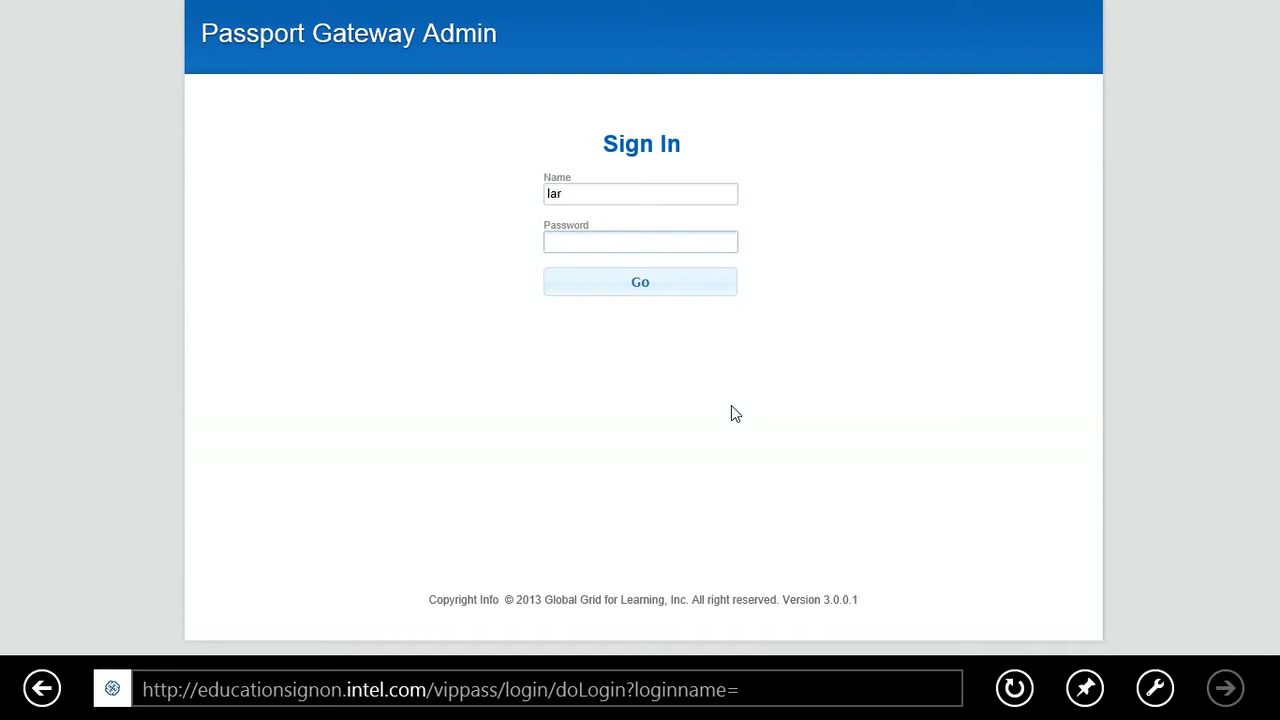 Passport Gateway Admin
Sign In
Name
lar
Password
Go
Copyright Info © 2013 Global Grid for Learning, Inc. All right reserved. Version 3.0.0.1
http://educationsignon.intel.com/vippass/login/doLogin?loginname=